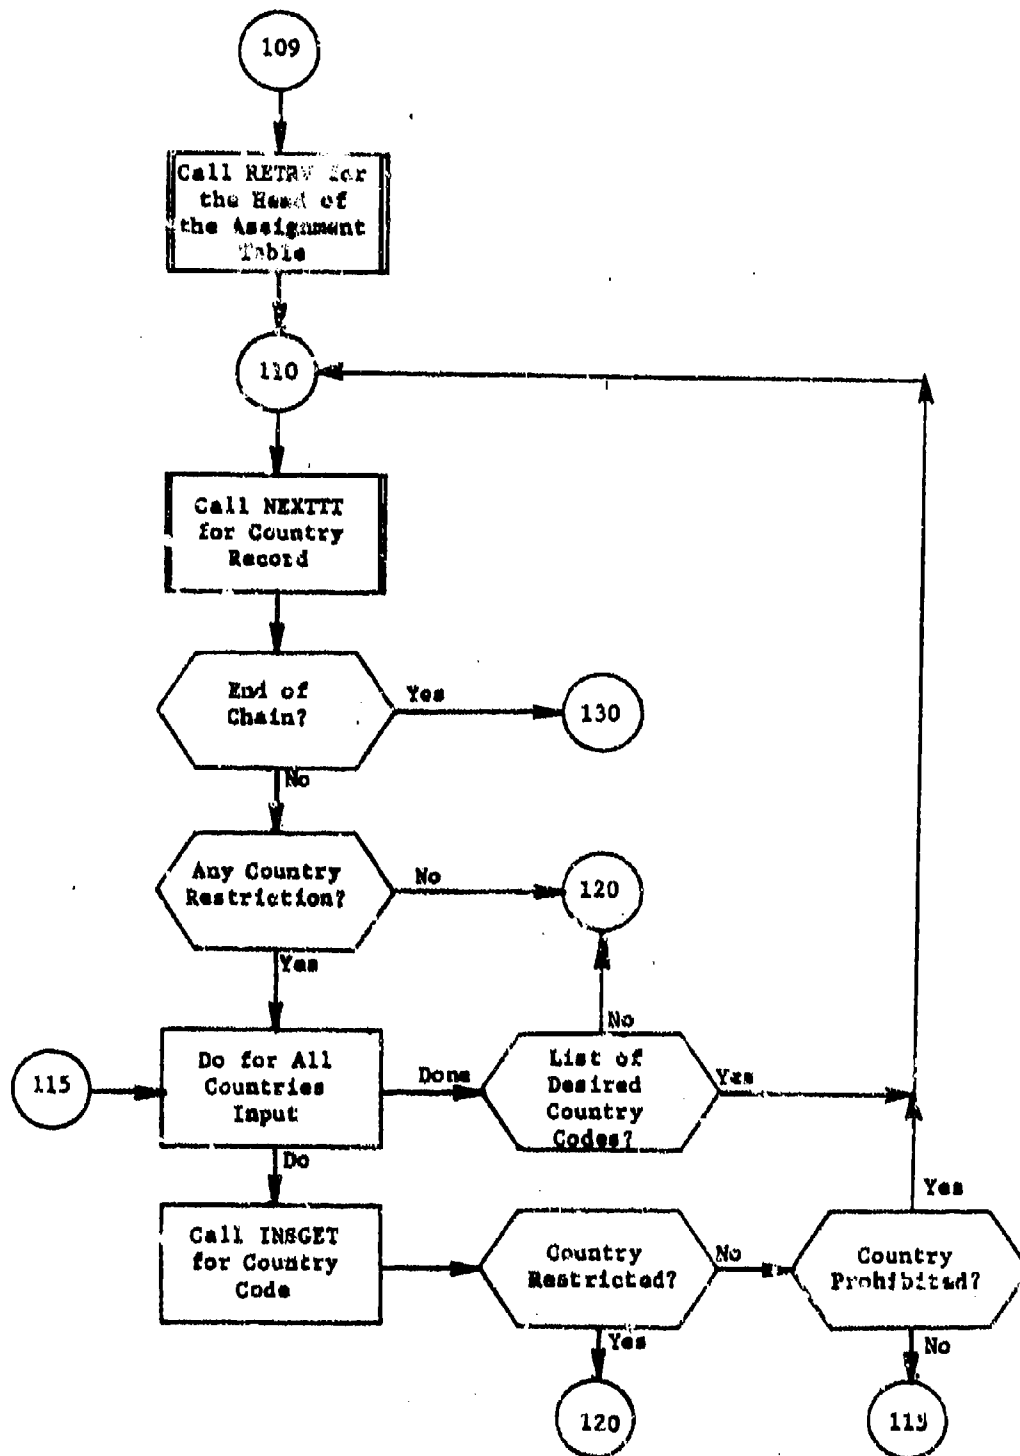 109
Call RETRV for
the Head of
the Assignment
Table
110
Call NEXTTT
for Country
Record
End of
Chain?
Yes
130
No
Any Country
Restriction?
No
120
Yes
No
115
Do for All
Countries
Input
Done
List of
Desired
Country
Codes?
Yes
Do
Yes
Call INSGET
for Country
Code
Country
Restricted?
No
Country
Prohibited?
Yes
No
120
115